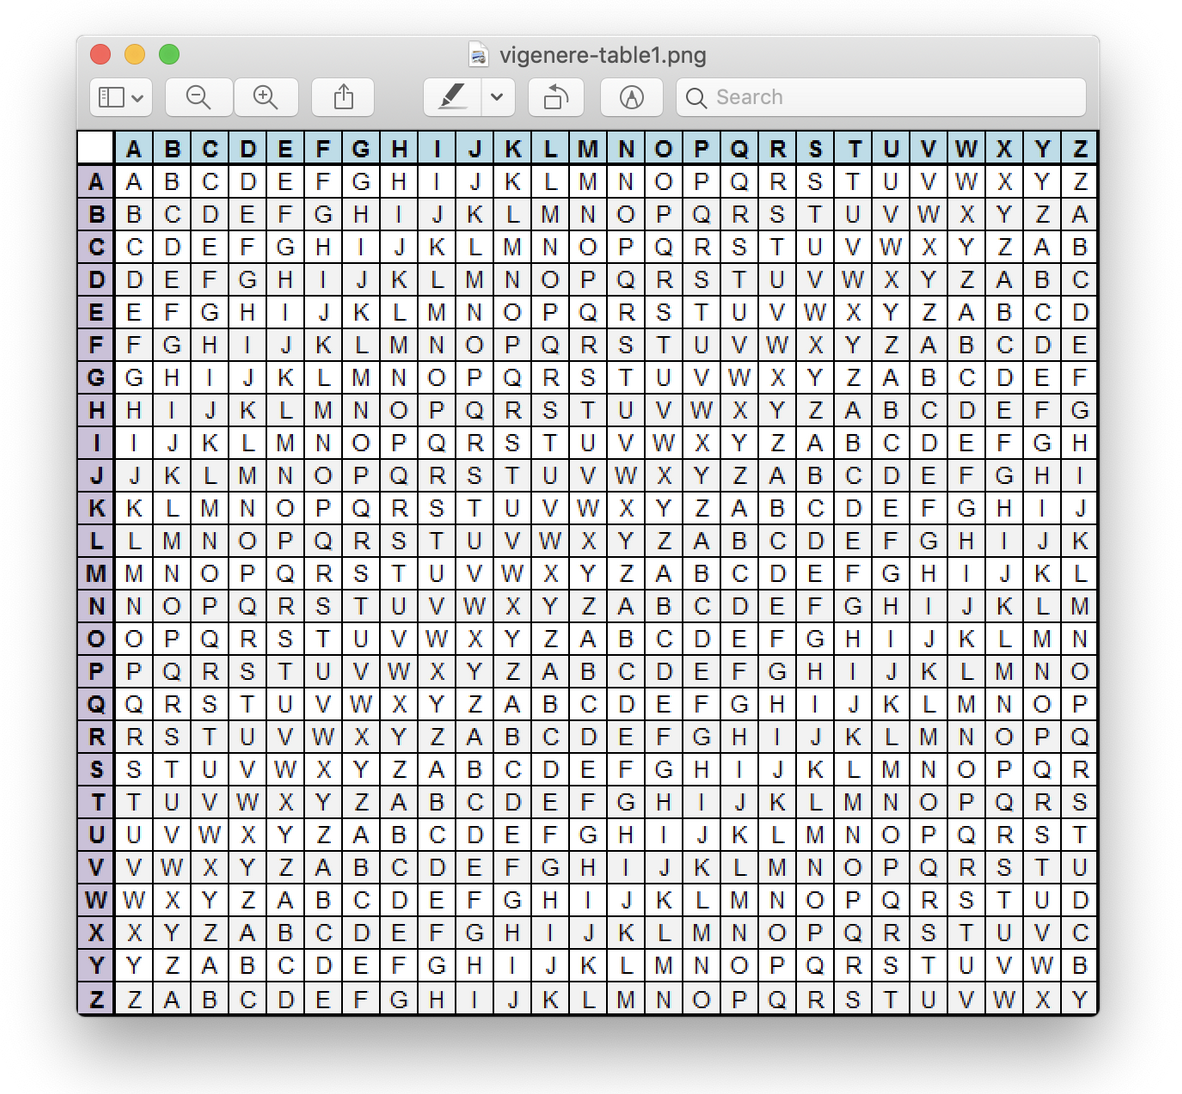 vigenere-table1.png
Search
A B C D E F G H I J K L M N O P Q R S T U V W X Y Z
A A B C D E F G H I J K L M N O P Q R S T U V W X Y Z
B B C D E F G H I J K L M N O P Q R S T U V W X Y Z A
C C D E F G H I J K L M N O P Q R S T U V W X Y Z A B
D D E F G H I J K L M N O P Q R S T U V W X Y Z A B C
E E F G H I J K L M N O P Q R S T U V W X Y Z A B C D
F F G H I J K L M N O P Q R S T U V W X Y Z A B C D E
G G H I J K L M N O P Q R S T U V W X Y Z A B C D E F
H H I J K L M N O P Q R S T U V W X Y Z A B C D E F G
I I J K L M N O P Q R S T U V W X Y Z A B C D E F G H
J J K L M N O P Q R S T U V W X Y Z A B C D E F G H I
K K L M N O P Q R S T U V W X Y Z A B C D E F G H I J
L L M N O P Q R S T U V W X Y Z A B C D E F G H I J K
M M N O P Q R S T U V W X Y Z A B C D E F G H I J K L
N N O P Q R S T U V W X Y Z A B C D E F G H I J K L M
O O P Q R S T U V W X Y Z A B C D E F G H I J K L M N
P P Q R S T U V W X Y Z A B C D E F G H I J K L M N O
Q Q R S T U V W X Y Z A B C D E F G H I J K L M N O P
R R S T U V W X Y Z A B C D E F G H I J K L M N O P Q
S S T U V W X Y Z A B C D E F G H I J K L M N O P Q R
T T U V W X Y Z A B C D E F G H I J K L M N O P Q R S
U U V W X Y Z A B C D E F G H I J K L M N O P Q R S T
V V W X Y Z A B C D E F G H I J K L M N O P Q R S T U
W W X Y Z A B C D E F G H I J K L M N O P Q R S T U D
X X Y Z A B C D E F G H I J K L M N O P Q R S T U V C
Y Y Z A B C D E F G H I J K L M N O P Q R S T U V W B
Z Z A B C D E F G H I J K L M N O P Q R S T U V W X Y